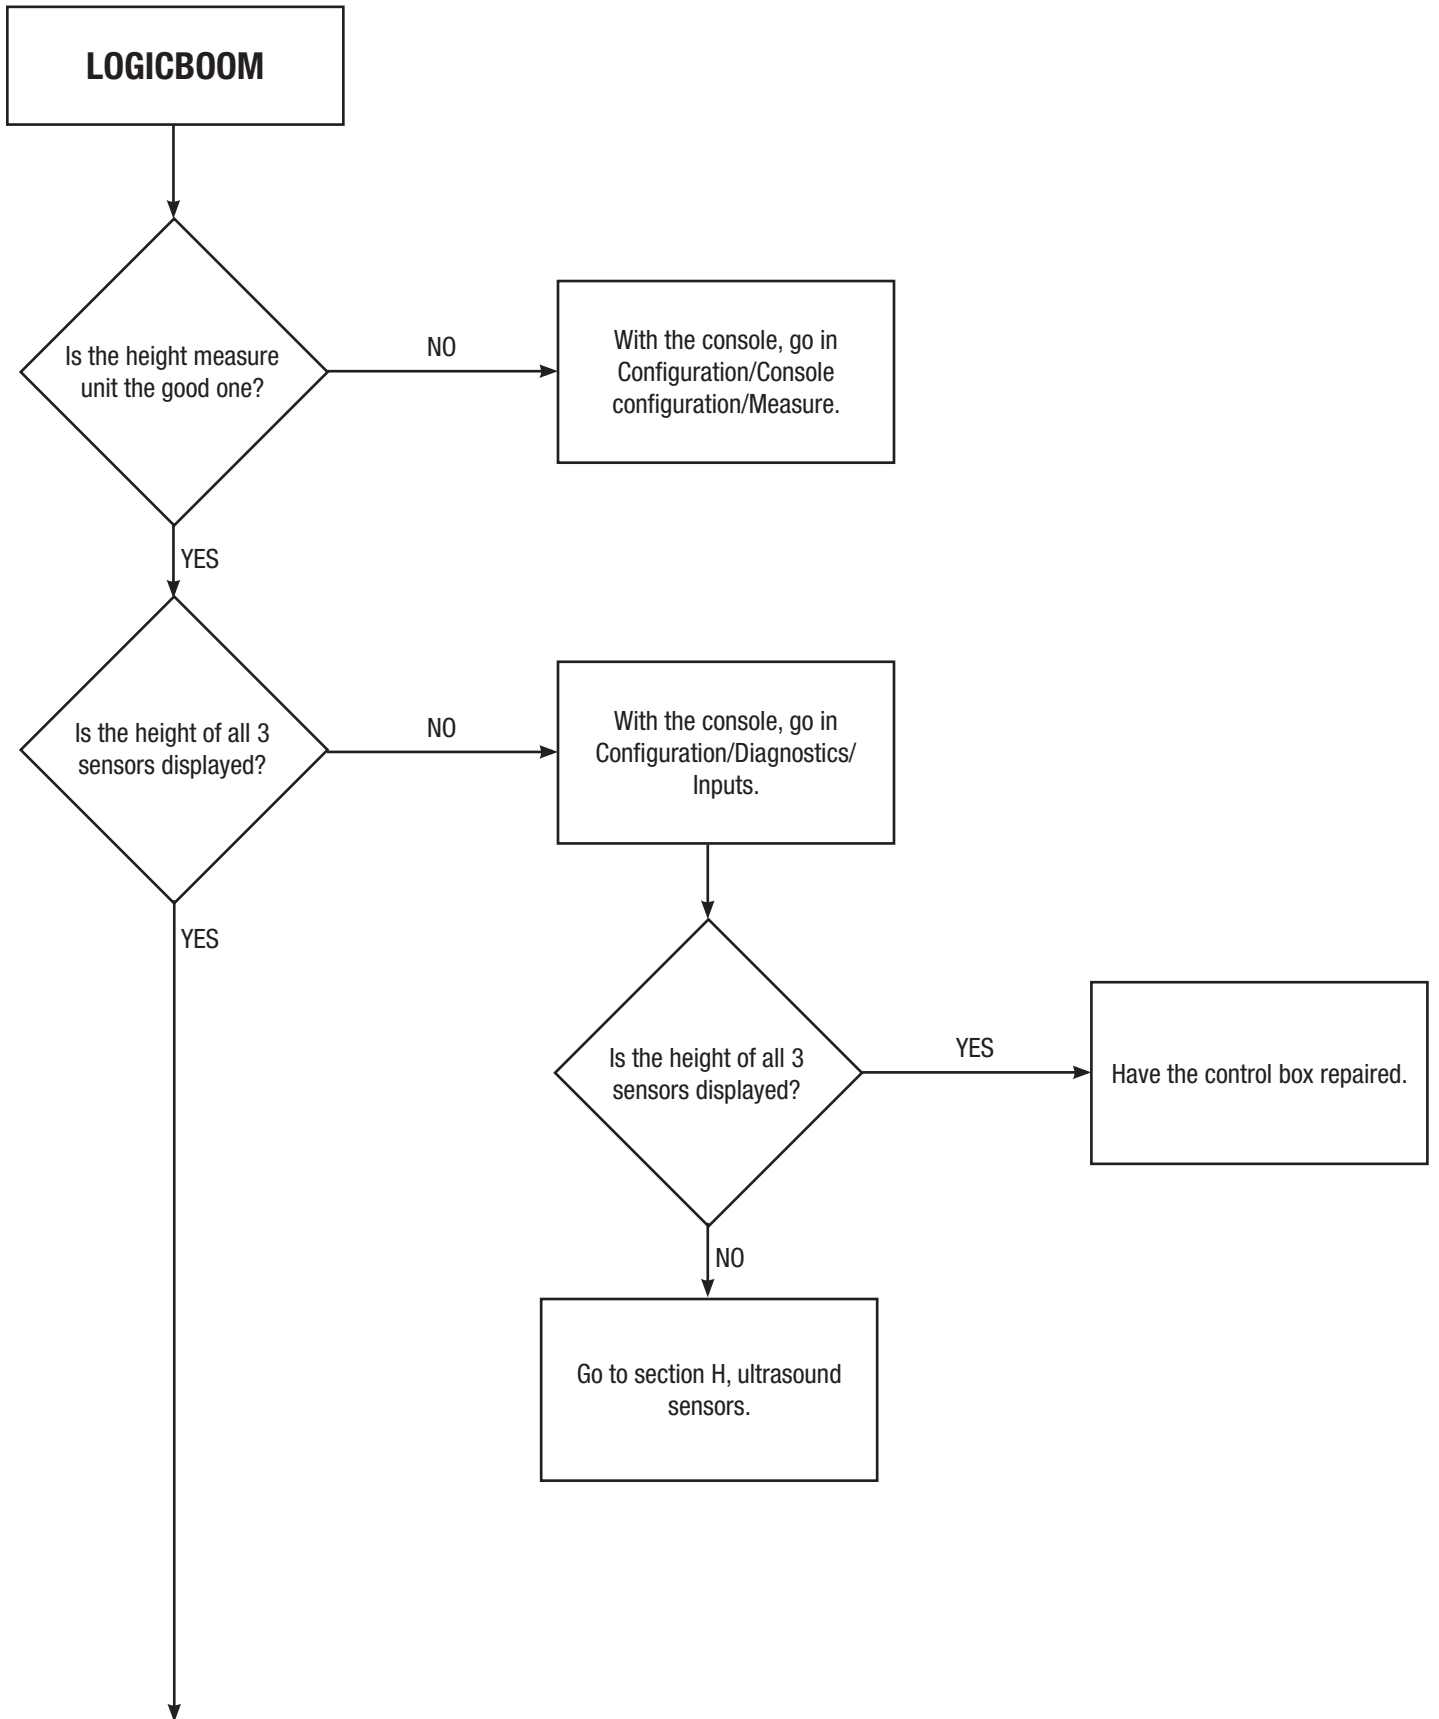 LOGICBOOM
Is the height measure
unit the good one?
NO
With the console, go in
Configuration/Console
configuration/Measure.
YES
Is the height of all 3
sensors displayed?
NO
With the console, go in
Configuration/Diagnostics/
Inputs.
YES
Is the height of all 3
sensors displayed?
YES
Have the control box repaired.
NO
Go to section H, ultrasound
sensors.